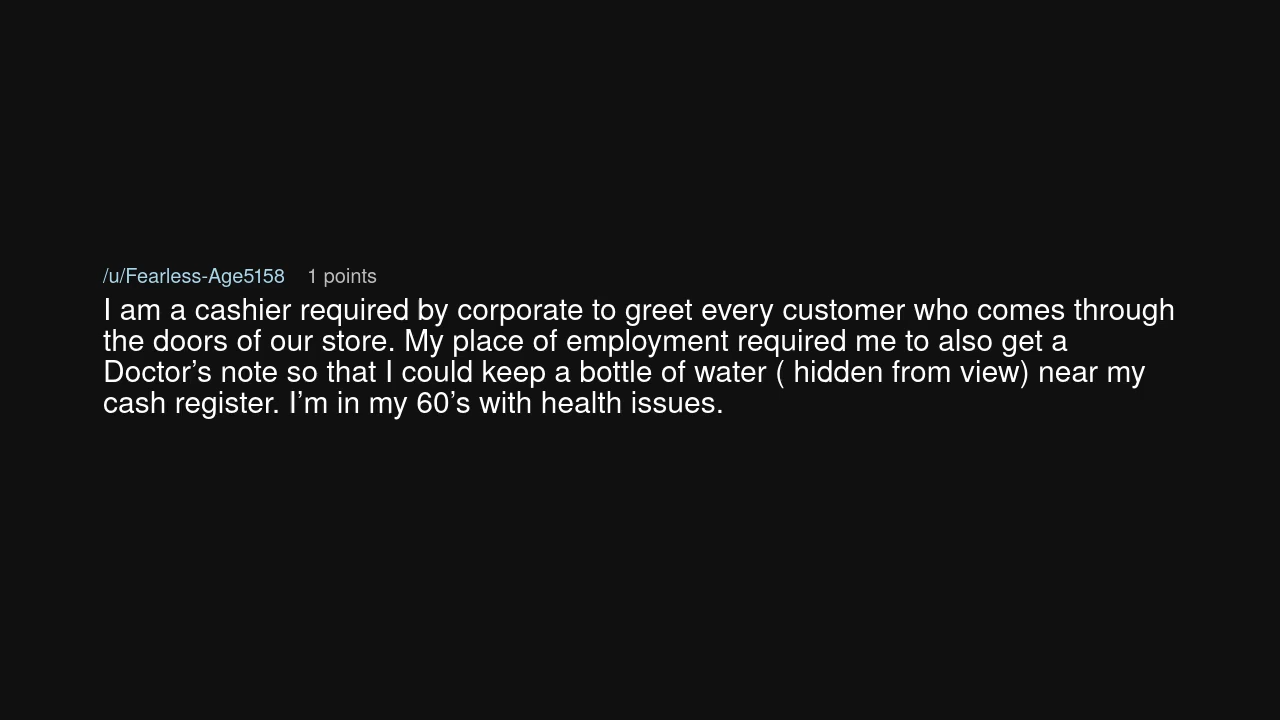 /u/Fearless-Age5158 1 points
I am a cashier required by corporate to greet every customer who comes through
the doors of our store. My place of employment required me to also get a
Doctor’s note so that I could keep a bottle of water ( hidden from view) near my
cash register. I’m in my 60’s with health issues.